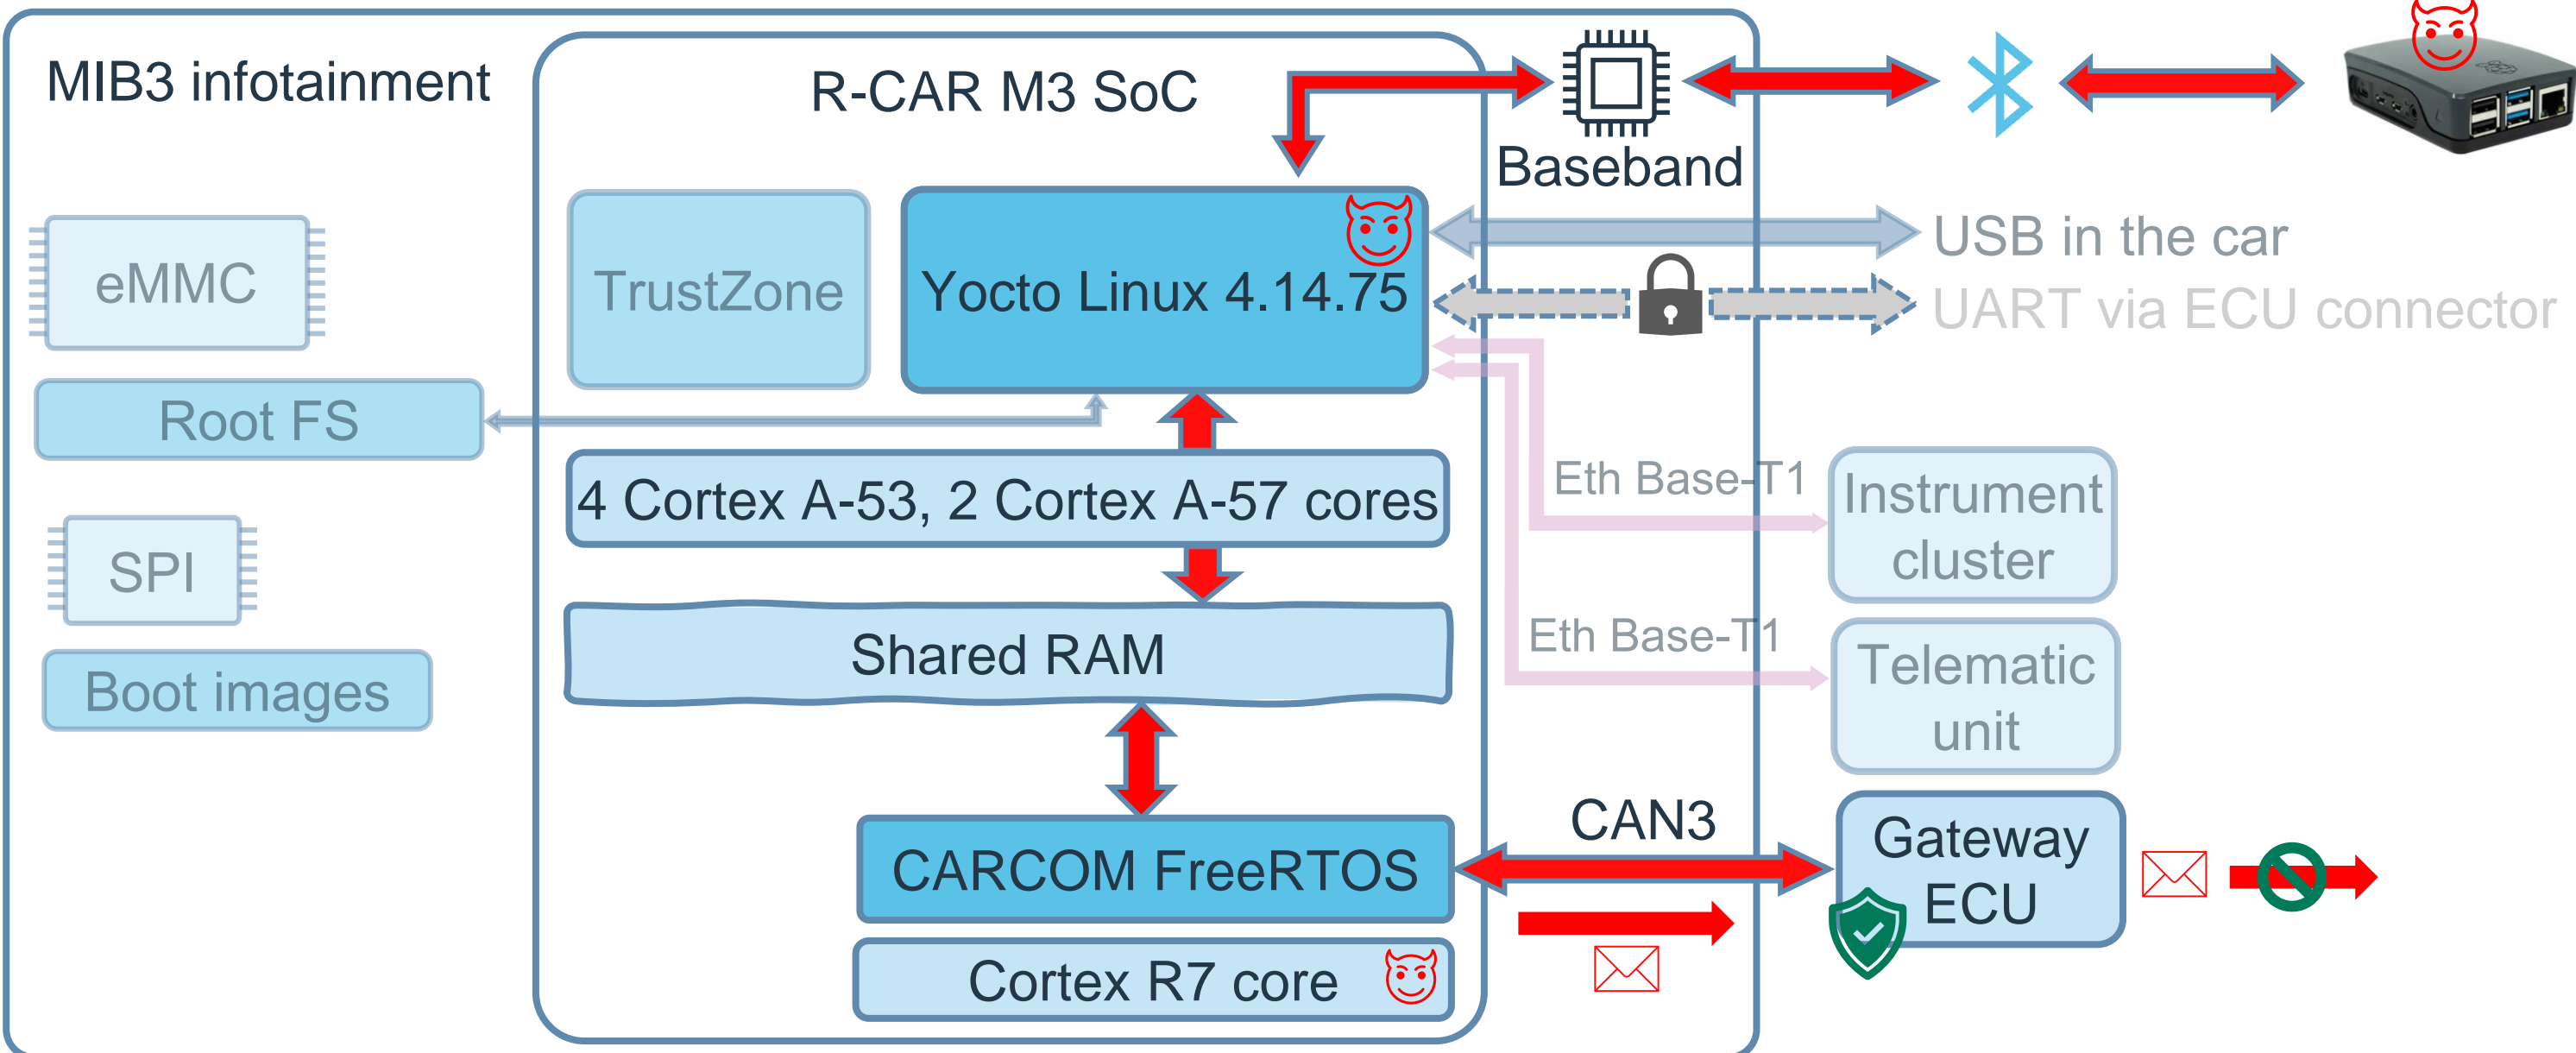 MIB3 infotainment
R-CAR M3 SoC
Baseband
eMMC
TrustZone
Yocto Linux 4.14.75
USB in the car
UART via ECU connector
Root FS
4 Cortex A-53, 2 Cortex A-57 cores
Eth Base-T1
Instrument
cluster
SPI
Shared RAM
Eth Base-T1
Telematic
unit
Boot images
CAN3
CARCOM FreeRTOS
Gateway
ECU
Cortex R7 core